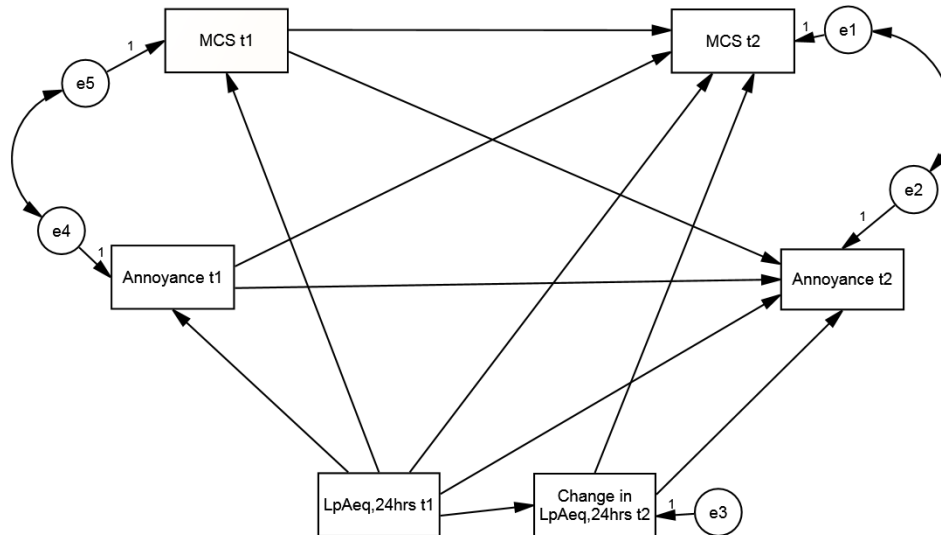 MCS t1
MCS t2
1
1
e1
e5
e2
e4
1
1
Annoyance t1
Annoyance t2
LpAeq,24hrs t1
Change in
LpAeq,24hrs t2
1
e3